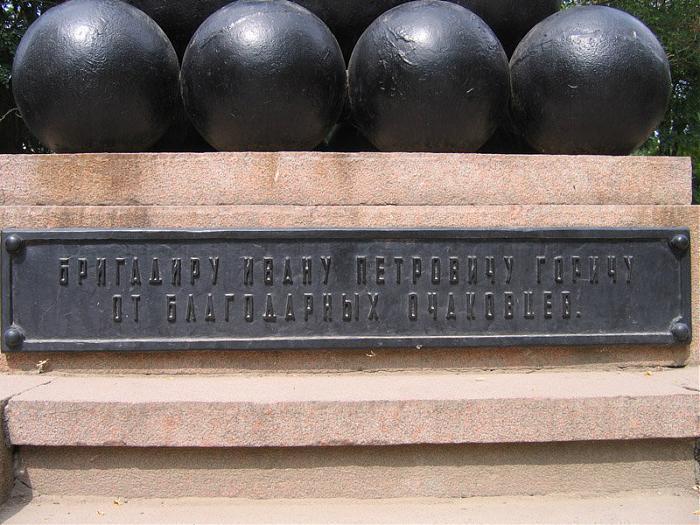 БРИГАДИРУ ИВАНУ ПЕТРОВИЧУ ГОРИЧУ
ОТ БЛАГОДАРНЫХ ОЧАКОВЦЕВ.